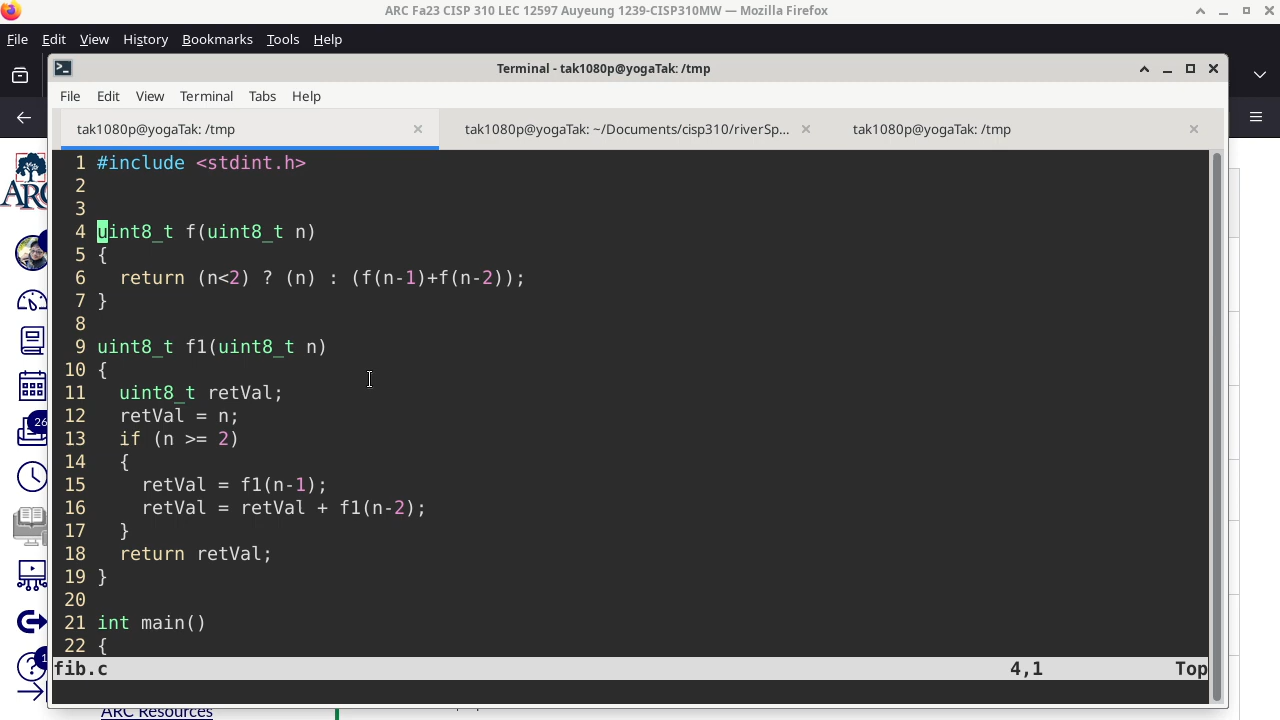 ARC Fa23 CISP 310 LEC 12597 Auyeung 1239-CISP310MW — Mozilla Firefox
File Edit View History Bookmarks Tools Help
Terminal - tak1080p@yogaTak: /tmp
File Edit View Terminal Tabs Help
tak1080p@yogaTak: /tmp
tak1080p@yogaTak: ~/Documents/cisp310/riverSp...
tak1080p@yogaTak: /tmp
1 #include <stdint.h>
2
3
4 uint8_t f(uint8_t n)
5 {
6   return (n<2) ? (n) : (f(n-1)+f(n-2));
7 }
8
9 uint8_t f1(uint8_t n)
10 {
11   uint8_t retVal;
12   retVal = n;
13   if (n >= 2)
14   {
15     retVal = f1(n-1);
16     retVal = retVal + f1(n-2);
17   }
18   return retVal;
19 }
20
21 int main()
22 {
fib.c 4,1 Top
ARC
26
1
ARC Resources